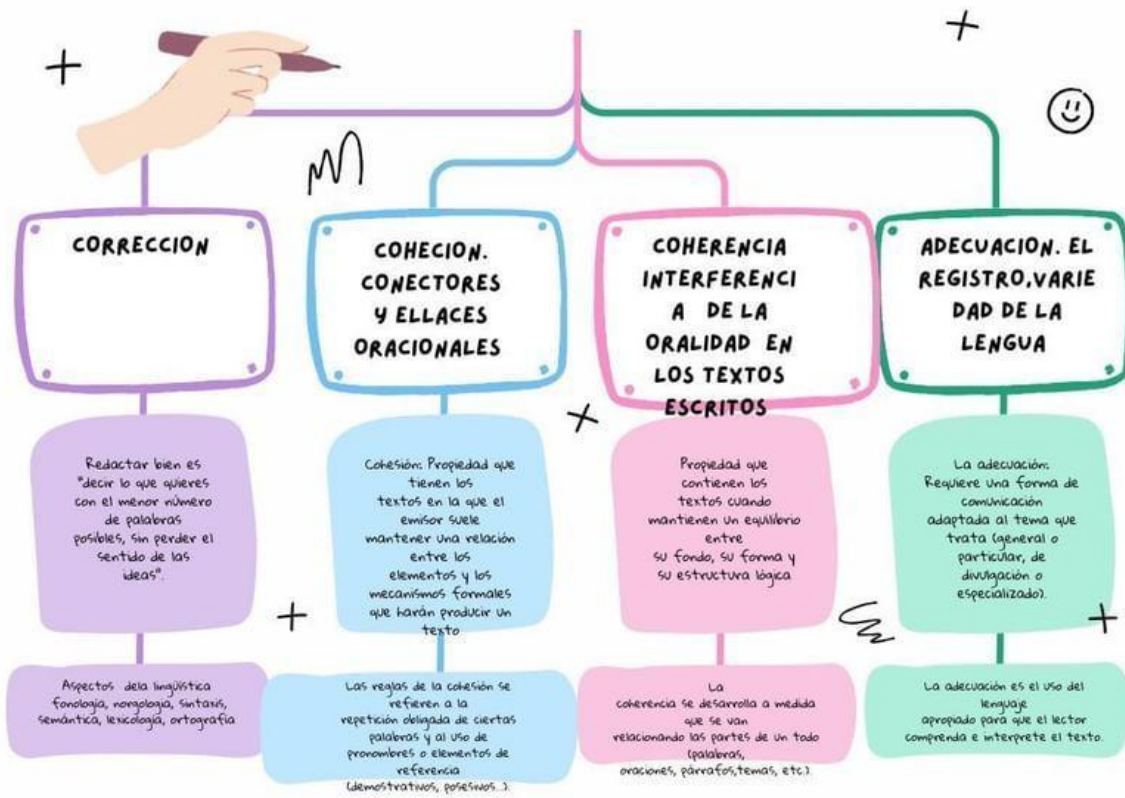 CORRECCION
Redactar bien es
"decir lo que quieres
con el menor número
de palabras
posibles, sin perder el
sentido de las
ideas".
Aspectos dela lingüística
fonología, norgología, sintaxis,
semántica, lexicología, ortografía
COHECION.
CONECTORES
Y ELLACES
ORACIONALES
Cohesión: Propiedad que
tienen los
textos en la que el
emisor suele
mantener una relación
entre los
elementos y los
mecanismos formales
que harán producir un
texto
Las reglas de la cohesión se
refieren a la
repetición obligada de ciertas
palabras y al uso de
pronombres o elementos de
referencia
(demostrativos, posesivos...).
COHERENCIA
INTERFERENCI
A DE LA
ORALIDAD EN
LOS TEXTOS
ESCRITOS
Propiedad que
contienen los
textos cuando
mantienen un equilibrio
entre
su fondo, su forma y
su estructura lógica
La
coherencia se desarrolla a medida
que se van
relacionando las partes de un todo
(palabras,
oraciones, párrafos,temas, etc.).
ADECUACION. EL
REGISTRO,VARIE
DAD DE LA
LENGUA
La adecuación:
Requiere una forma de
comunicación
adaptada al tema que
trata (general o
particular, de
divulgación o
especializado).
La adecuación es el uso del
lenguaje
apropiado para que el lector
comprenda e interprete el texto.